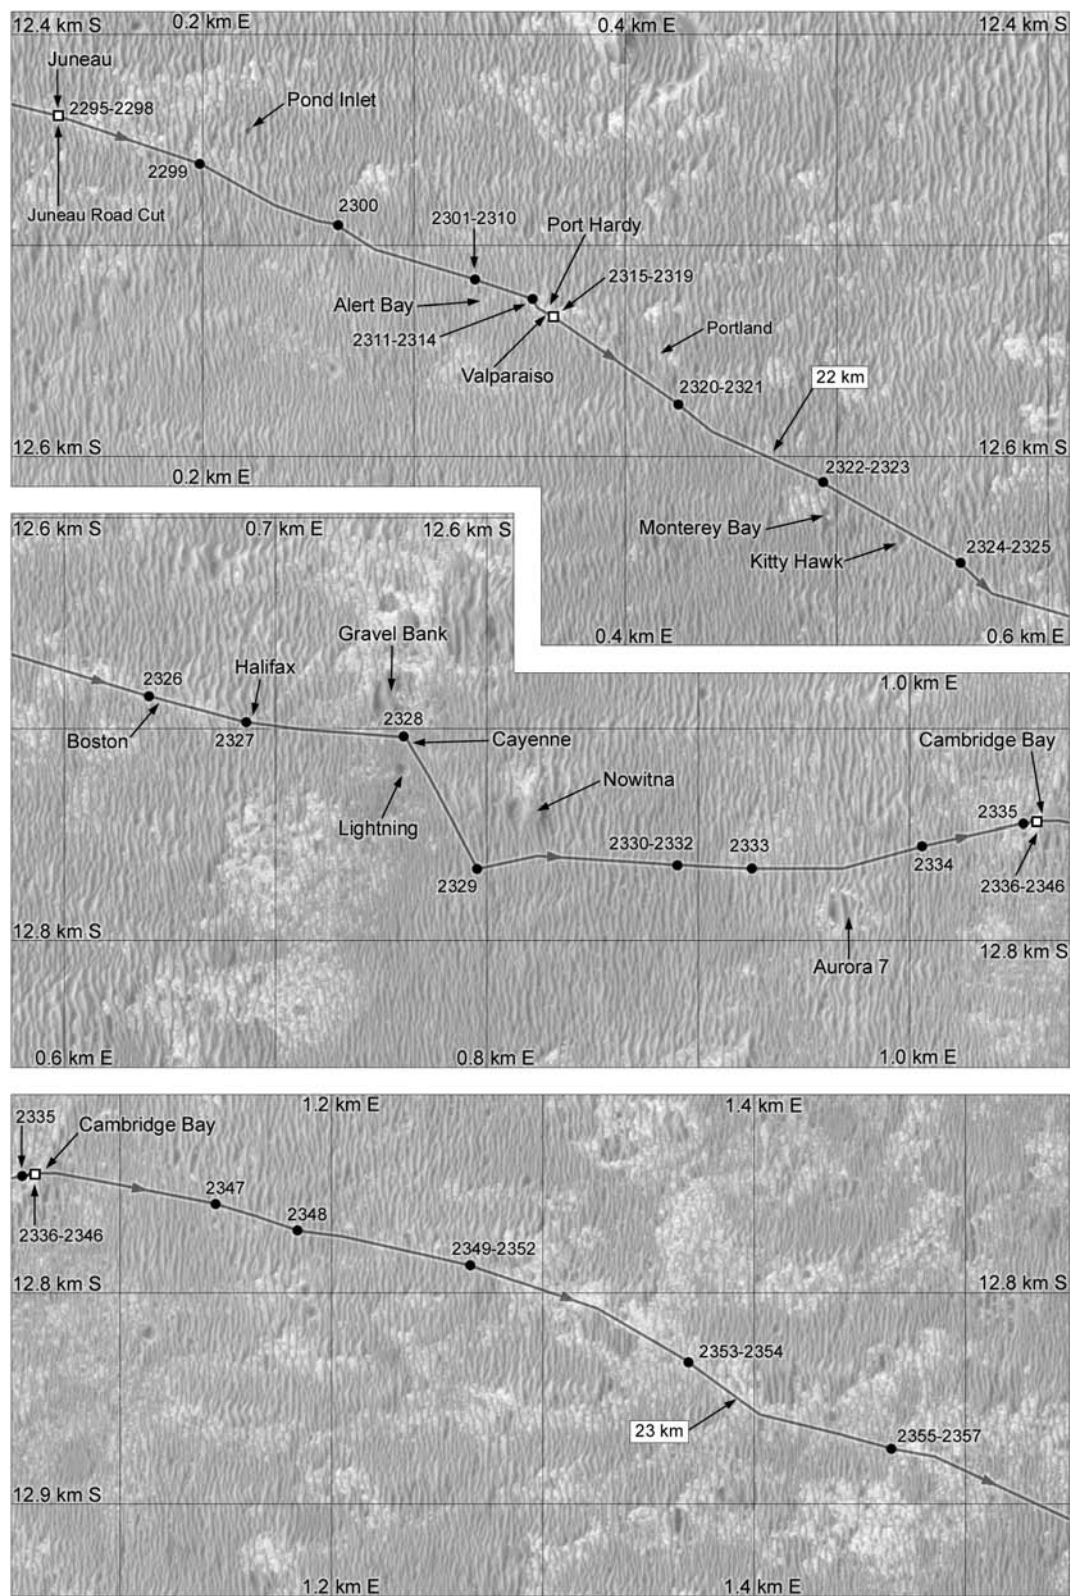 12.4 km S
0.2 km E
0.4 km E
12.4 km S
Juneau
2295-2298
Pond Inlet
2299
Juneau Road Cut
2300
2301-2310
Port Hardy
2315-2319
Alert Bay
2311-2314
Valparaiso
Portland
2320-2321
22 km
12.6 km S
0.2 km E
12.6 km S
2322-2323
Monterey Bay
Kitty Hawk
2324-2325
0.4 km E
0.6 km E
12.6 km S
0.7 km E
12.6 km S
Gravel Bank
Halifax
2326
Boston
2327
2328
Cayenne
Lightning
Nowitna
1.0 km E
Cambridge Bay
2329
2330-2332
2333
2334
2335
2336-2346
12.8 km S
12.8 km S
Aurora 7
0.6 km E
0.8 km E
1.0 km E
1.2 km E
1.4 km E
2335
Cambridge Bay
2336-2346
2347
2348
2349-2352
12.8 km S
12.8 km S
2353-2354
23 km
2355-2357
12.9 km S
1.2 km E
1.4 km E